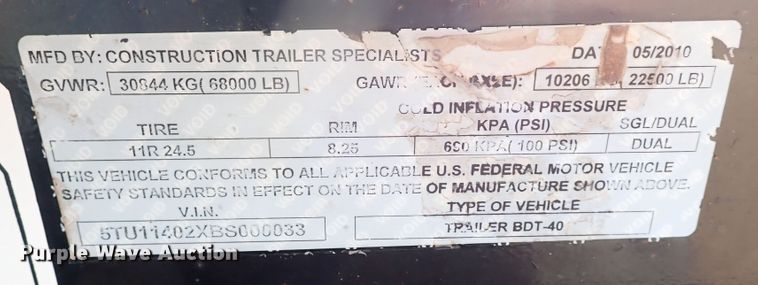 MFD BY: CONSTRUCTION TRAILER SPECIALISTS DATE 05/2010
GVWR: 30844 KG( 68000 LB) GAWR (EACH AXLE): 10206 22500 LB)
COLD INFLATION PRESSURE
TIRE RIM KPA (PSI) SGL/DUAL
11R 24.5 8.25 690 KPA( 100 PSI) DUAL
THIS VEHICLE CONFORMS TO ALL APPLICABLE U.S. FEDERAL MOTOR VEHICLE
SAFETY STANDARDS IN EFFECT ON THE DATE OF MANUFACTURE SHOWN ABOVE.
V.I.N. TYPE OF VEHICLE
5TU11402XBS000033 TRAILER BDT-40
Purple Wave Auction